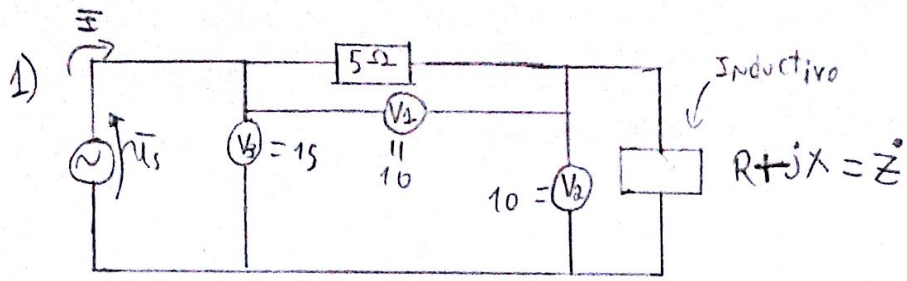 1)
I
5Ω
Inductivo
V1
=
10
V3 = 15
~
Us
10 = V2
R+jX = Z